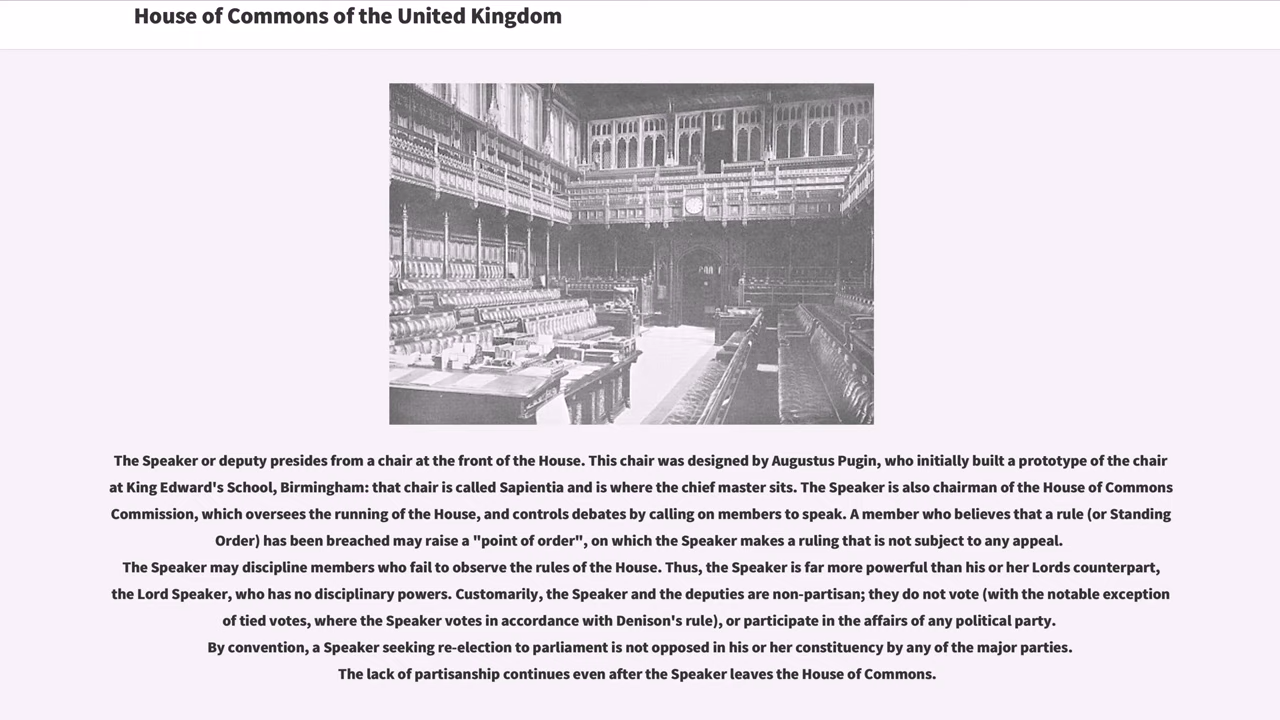 House of Commons of the United Kingdom
The Speaker or deputy presides from a chair at the front of the House. This chair was designed by Augustus Pugin, who initially built a prototype of the chair
at King Edward's School, Birmingham: that chair is called Sapientia and is where the chief master sits. The Speaker is also chairman of the House of Commons
Commission, which oversees the running of the House, and controls debates by calling on members to speak. A member who believes that a rule (or Standing
Order) has been breached may raise a "point of order", on which the Speaker makes a ruling that is not subject to any appeal.
The Speaker may discipline members who fail to observe the rules of the House. Thus, the Speaker is far more powerful than his or her Lords counterpart,
the Lord Speaker, who has no disciplinary powers. Customarily, the Speaker and the deputies are non-partisan; they do not vote (with the notable exception
of tied votes, where the Speaker votes in accordance with Denison's rule), or participate in the affairs of any political party.
By convention, a Speaker seeking re-election to parliament is not opposed in his or her constituency by any of the major parties.
The lack of partisanship continues even after the Speaker leaves the House of Commons.